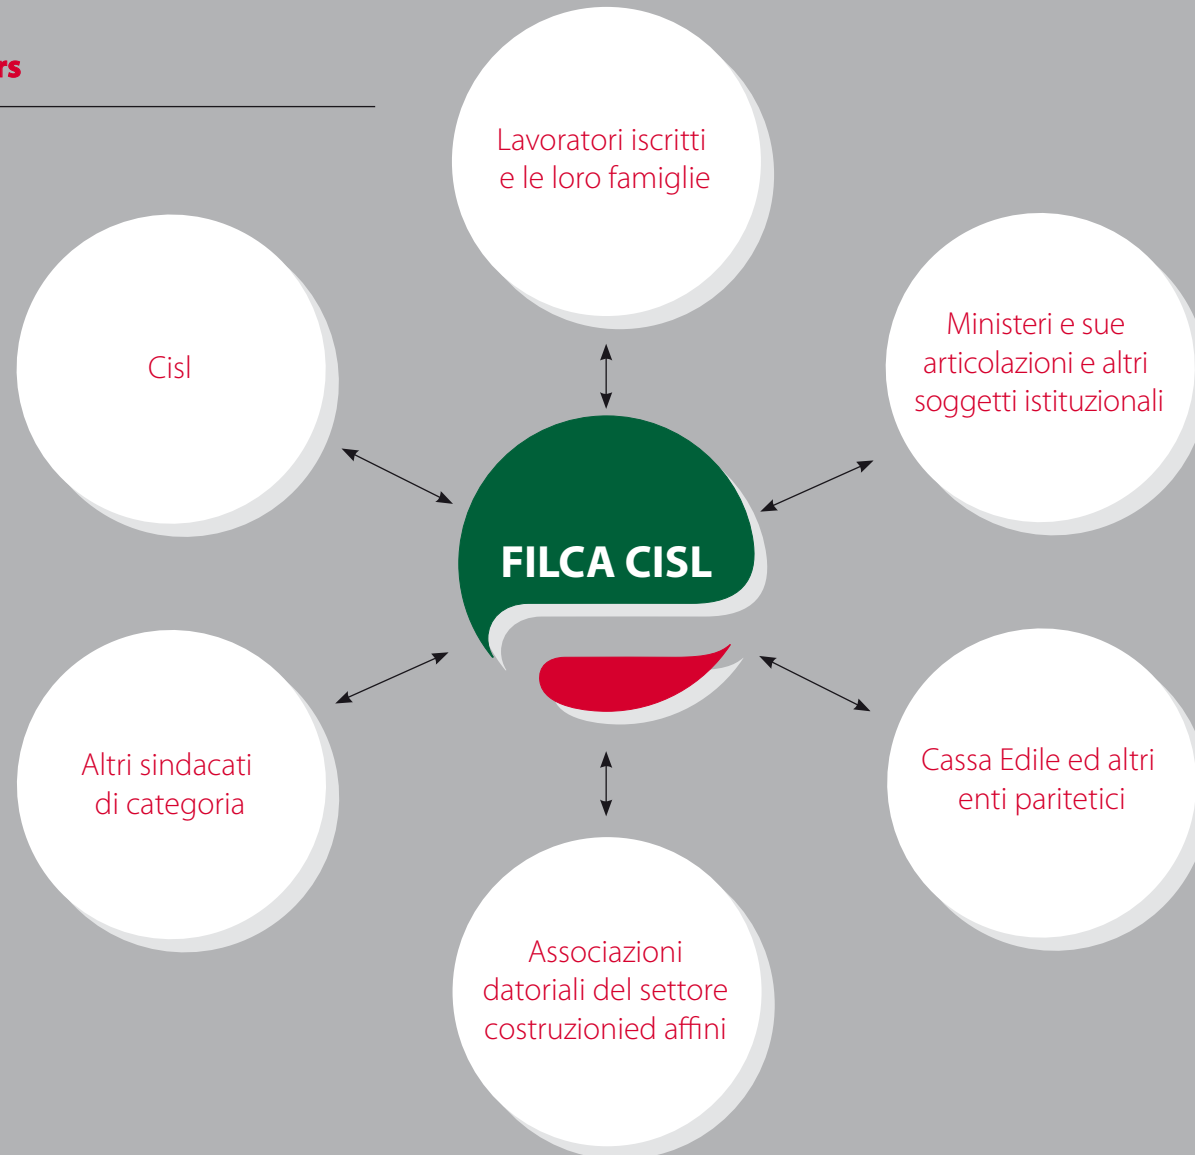 rs
Lavoratori iscritti
e le loro famiglie
Cisl
Ministeri e sue
articolazioni e altri
soggetti istituzionali
FILCA CISL
Altri sindacati
di categoria
Cassa Edile ed altri
enti paritetici
Associazioni
datoriali del settore
costruzionied affini